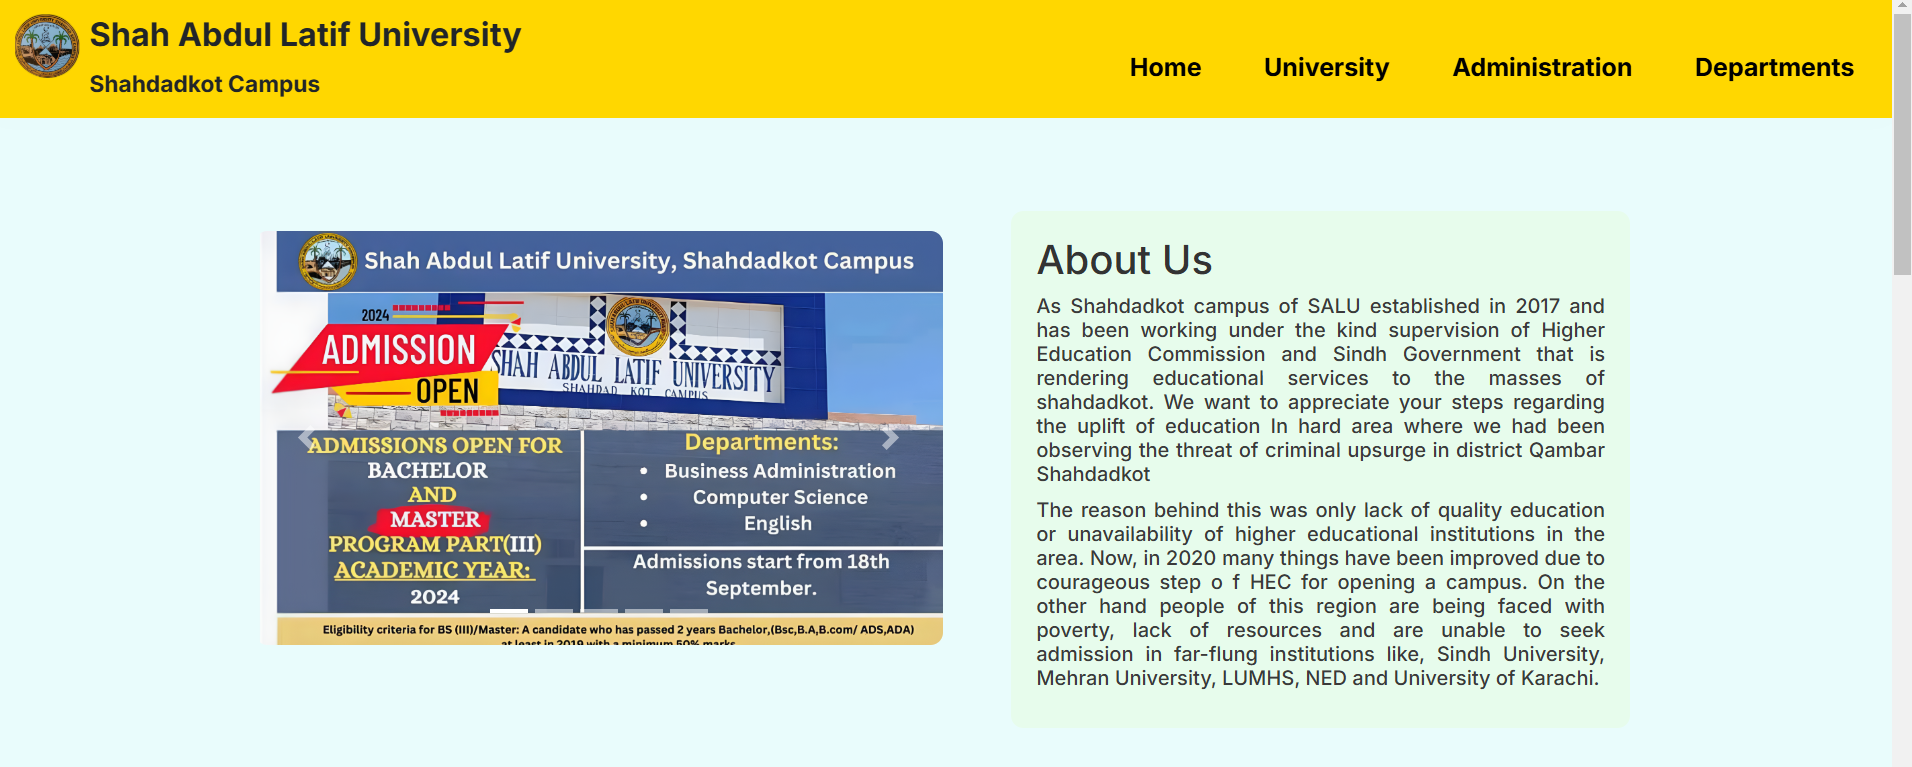 Shah Abdul Latif University
Shahdadkot Campus
Home
University
Administration
Departments
Shah Abdul Latif University, Shahdadkot Campus
2024
ADMISSION
OPEN
SHAH ABDUL LATIF UNIVERSITY
SHAHDAD KOT CAMPUS
ADMISSIONS OPEN FOR
BACHELOR
AND
MASTER
PROGRAM PART(III)
ACADEMIC YEAR:
2024
Departments:
• Business Administration
• Computer Science
• English
Admissions start from 18th
September.
Eligibility criteria for BS (III)/Master: A candidate who has passed 2 years Bachelor,(Bsc,B.A,B.com/ ADS,ADA)
at least in 2019 with a minimum 50% marks
About Us
As Shahdadkot campus of SALU established in 2017 and
has been working under the kind supervision of Higher
Education Commission and Sindh Government that is
rendering educational services to the masses of
shahdadkot. We want to appreciate your steps regarding
the uplift of education In hard area where we had been
observing the threat of criminal upsurge in district Qambar
Shahdadkot
The reason behind this was only lack of quality education
or unavailability of higher educational institutions in the
area. Now, in 2020 many things have been improved due to
courageous step o f HEC for opening a campus. On the
other hand people of this region are being faced with
poverty, lack of resources and are unable to seek
admission in far-flung institutions like, Sindh University,
Mehran University, LUMHS, NED and University of Karachi.